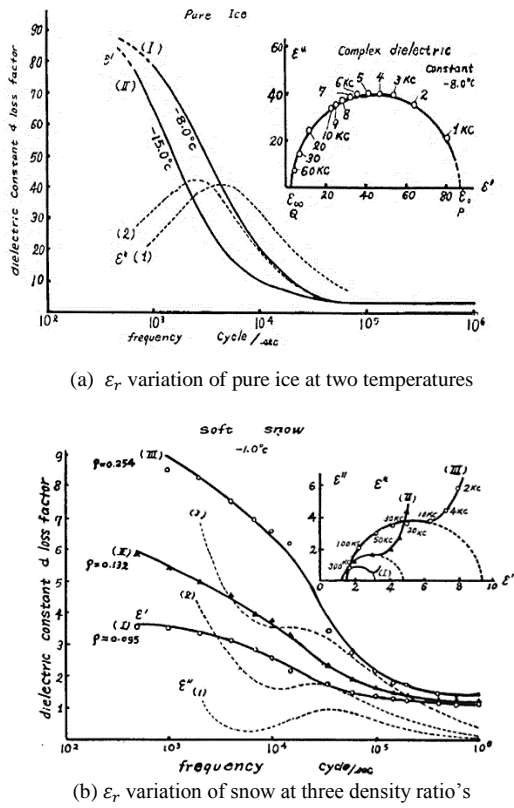 Pure Ice
dielectric Constant & loss factor
90
80
70
60
50
40
30
20
10
ε'
(I)
(II)
-8.0°c
-15.0°c
(2)
ε" (1)
10² 10³ 10⁴ 10⁵ 10⁶
frequency Cycle/sec
60 ε" Complex dielectric
Constant
-8.0°c
40
20
7 6KC 5 4 3KC
2
1KC
8
9
10KC
20
30
60KC
20 40 60 80 ε'
ε∞ ε₀
Q P
(a) εr variation of pure ice at two temperatures
soft snow
-1.0°c
dielectric constant d loss factor
9
8
7
6
5
4
3
2
1
(III)
ρ=0.254
(II)
ρ=0.132
(I) ε'
ρ=0.095
(3)
(2)
ε" (1)
10² 10³ 10⁴ 10⁵ 10⁶
frequency cycle/sec
6 ε" ε*
4
2
0
(III)
2KC
4KC
(II)
10KC
20KC
30KC
50KC
100KC
300KC
(I)
2 4 6 8 10 ε'
(b) εr variation of snow at three density ratio's